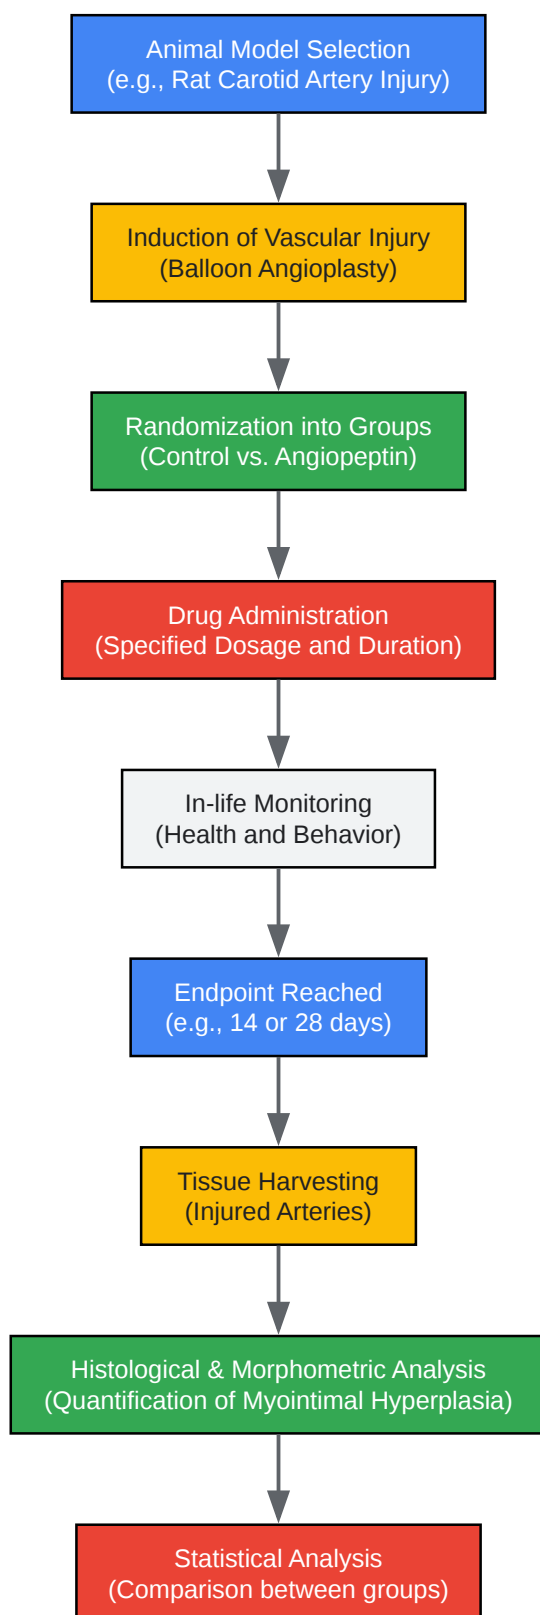 Animal Model Selection
(e.g., Rat Carotid Artery Injury)
Induction of Vascular Injury
(Balloon Angioplasty)
Randomization into Groups
(Control vs. Angiopeptin)
Drug Administration
(Specified Dosage and Duration)
In-life Monitoring
(Health and Behavior)
Endpoint Reached
(e.g., 14 or 28 days)
Tissue Harvesting
(Injured Arteries)
Histological & Morphometric Analysis
(Quantification of Myointimal Hyperplasia)
Statistical Analysis
(Comparison between groups)